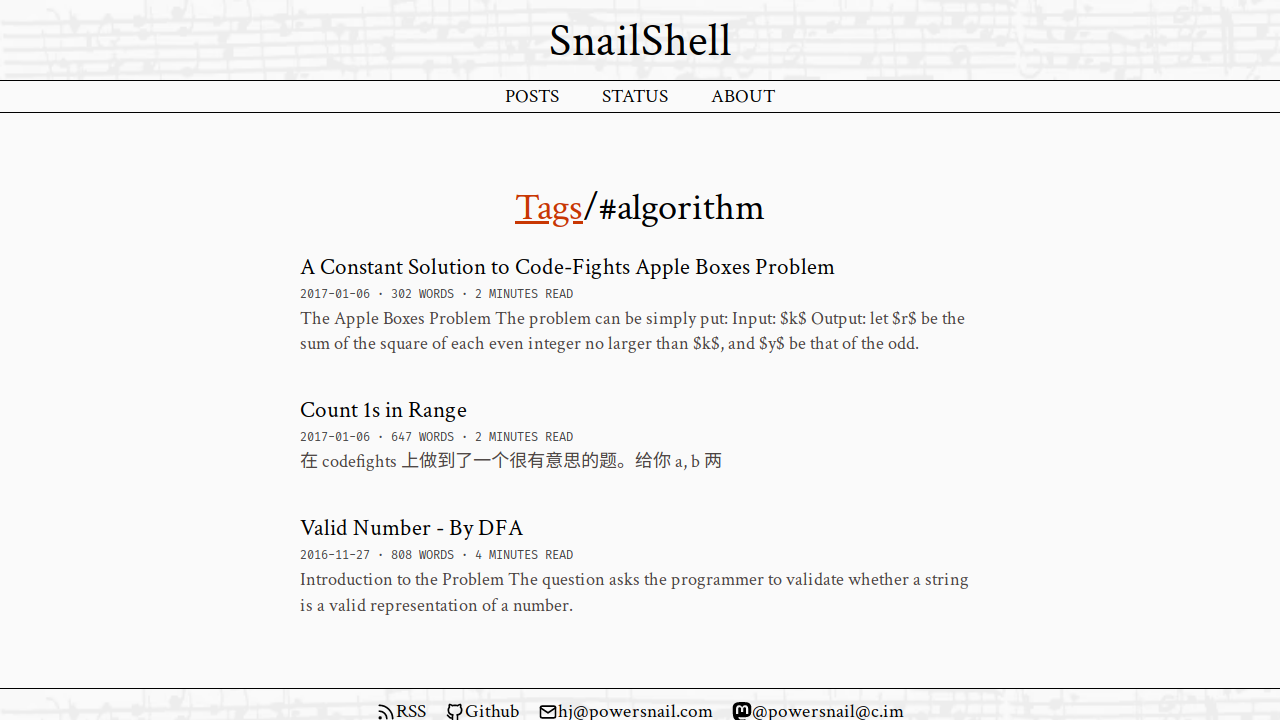 SnailShell
POSTS STATUS ABOUT
Tags/#algorithm
A Constant Solution to Code-Fights Apple Boxes Problem
2017-01-06 · 302 WORDS · 2 MINUTES READ
The Apple Boxes Problem The problem can be simply put: Input: $k$ Output: let $r$ be the
sum of the square of each even integer no larger than $k$, and $y$ be that of the odd.
Count 1s in Range
2017-01-06 · 647 WORDS · 2 MINUTES READ
在 codefights 上做到了一个很有意思的题。给你 a, b 两
Valid Number - By DFA
2016-11-27 · 808 WORDS · 4 MINUTES READ
Introduction to the Problem The question asks the programmer to validate whether a string
is a valid representation of a number.
RSS Github hj@powersnail.com @powersnail@c.im